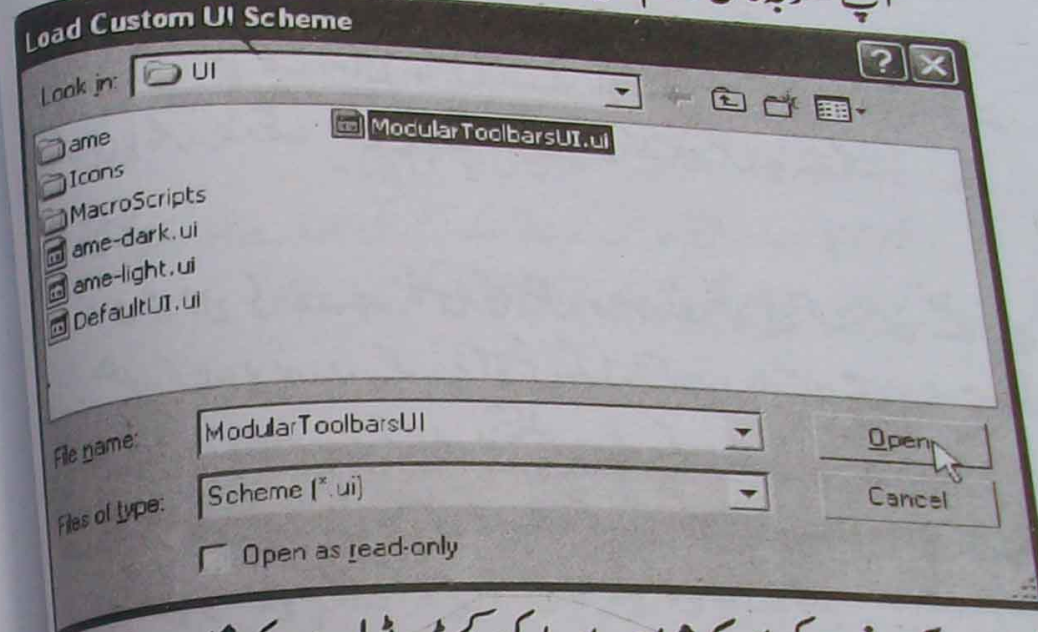 آپ
Load Custom UI Scheme
Look in: UI
ame
Icons
MacroScripts
ame-dark.ui
ame-light.ui
DefaultUI.ui
ModularToolbarsUI.ui
File name: ModularToolbarsUI Open
Files of type: Scheme (*.ui) Cancel
Open as read-only